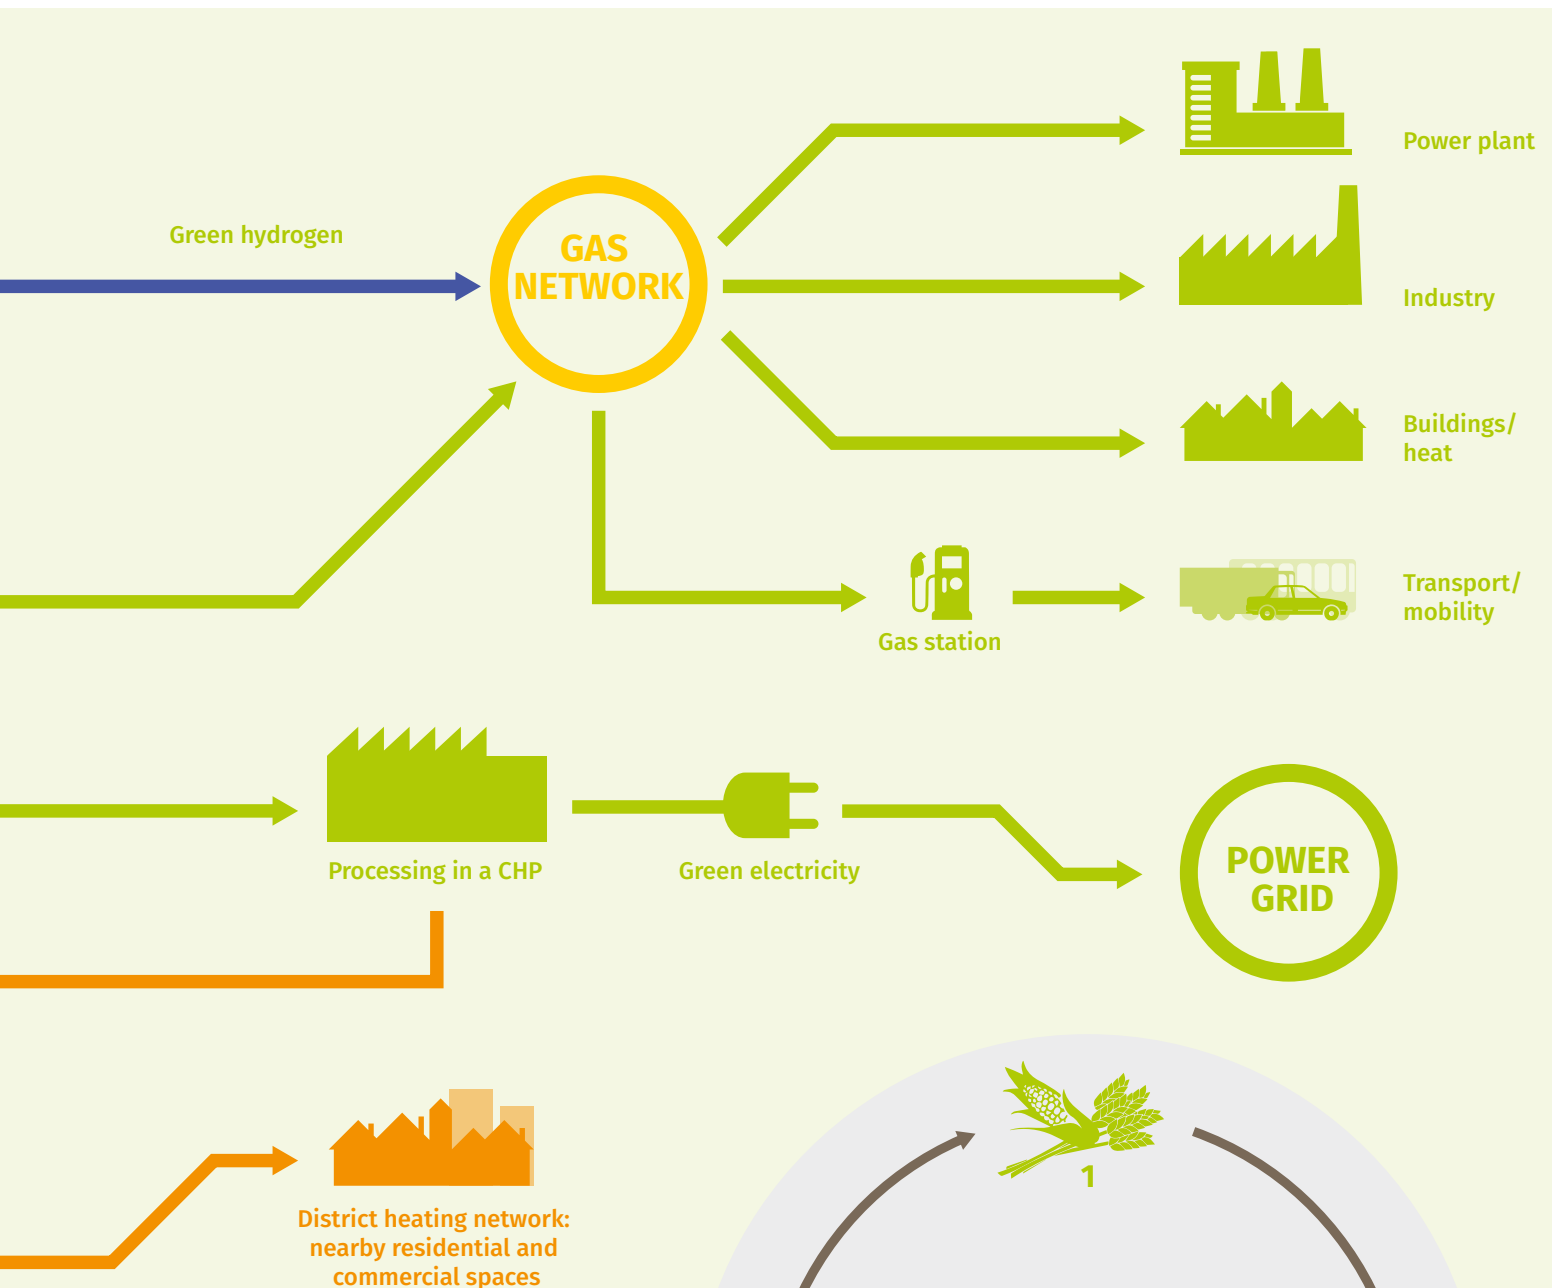 Power plant
Green hydrogen
GAS
NETWORK
Industry
Buildings/
heat
Transport/
mobility
Gas station
Processing in a CHP
Green electricity
POWER
GRID
1
District heating network:
nearby residential and
commercial spaces